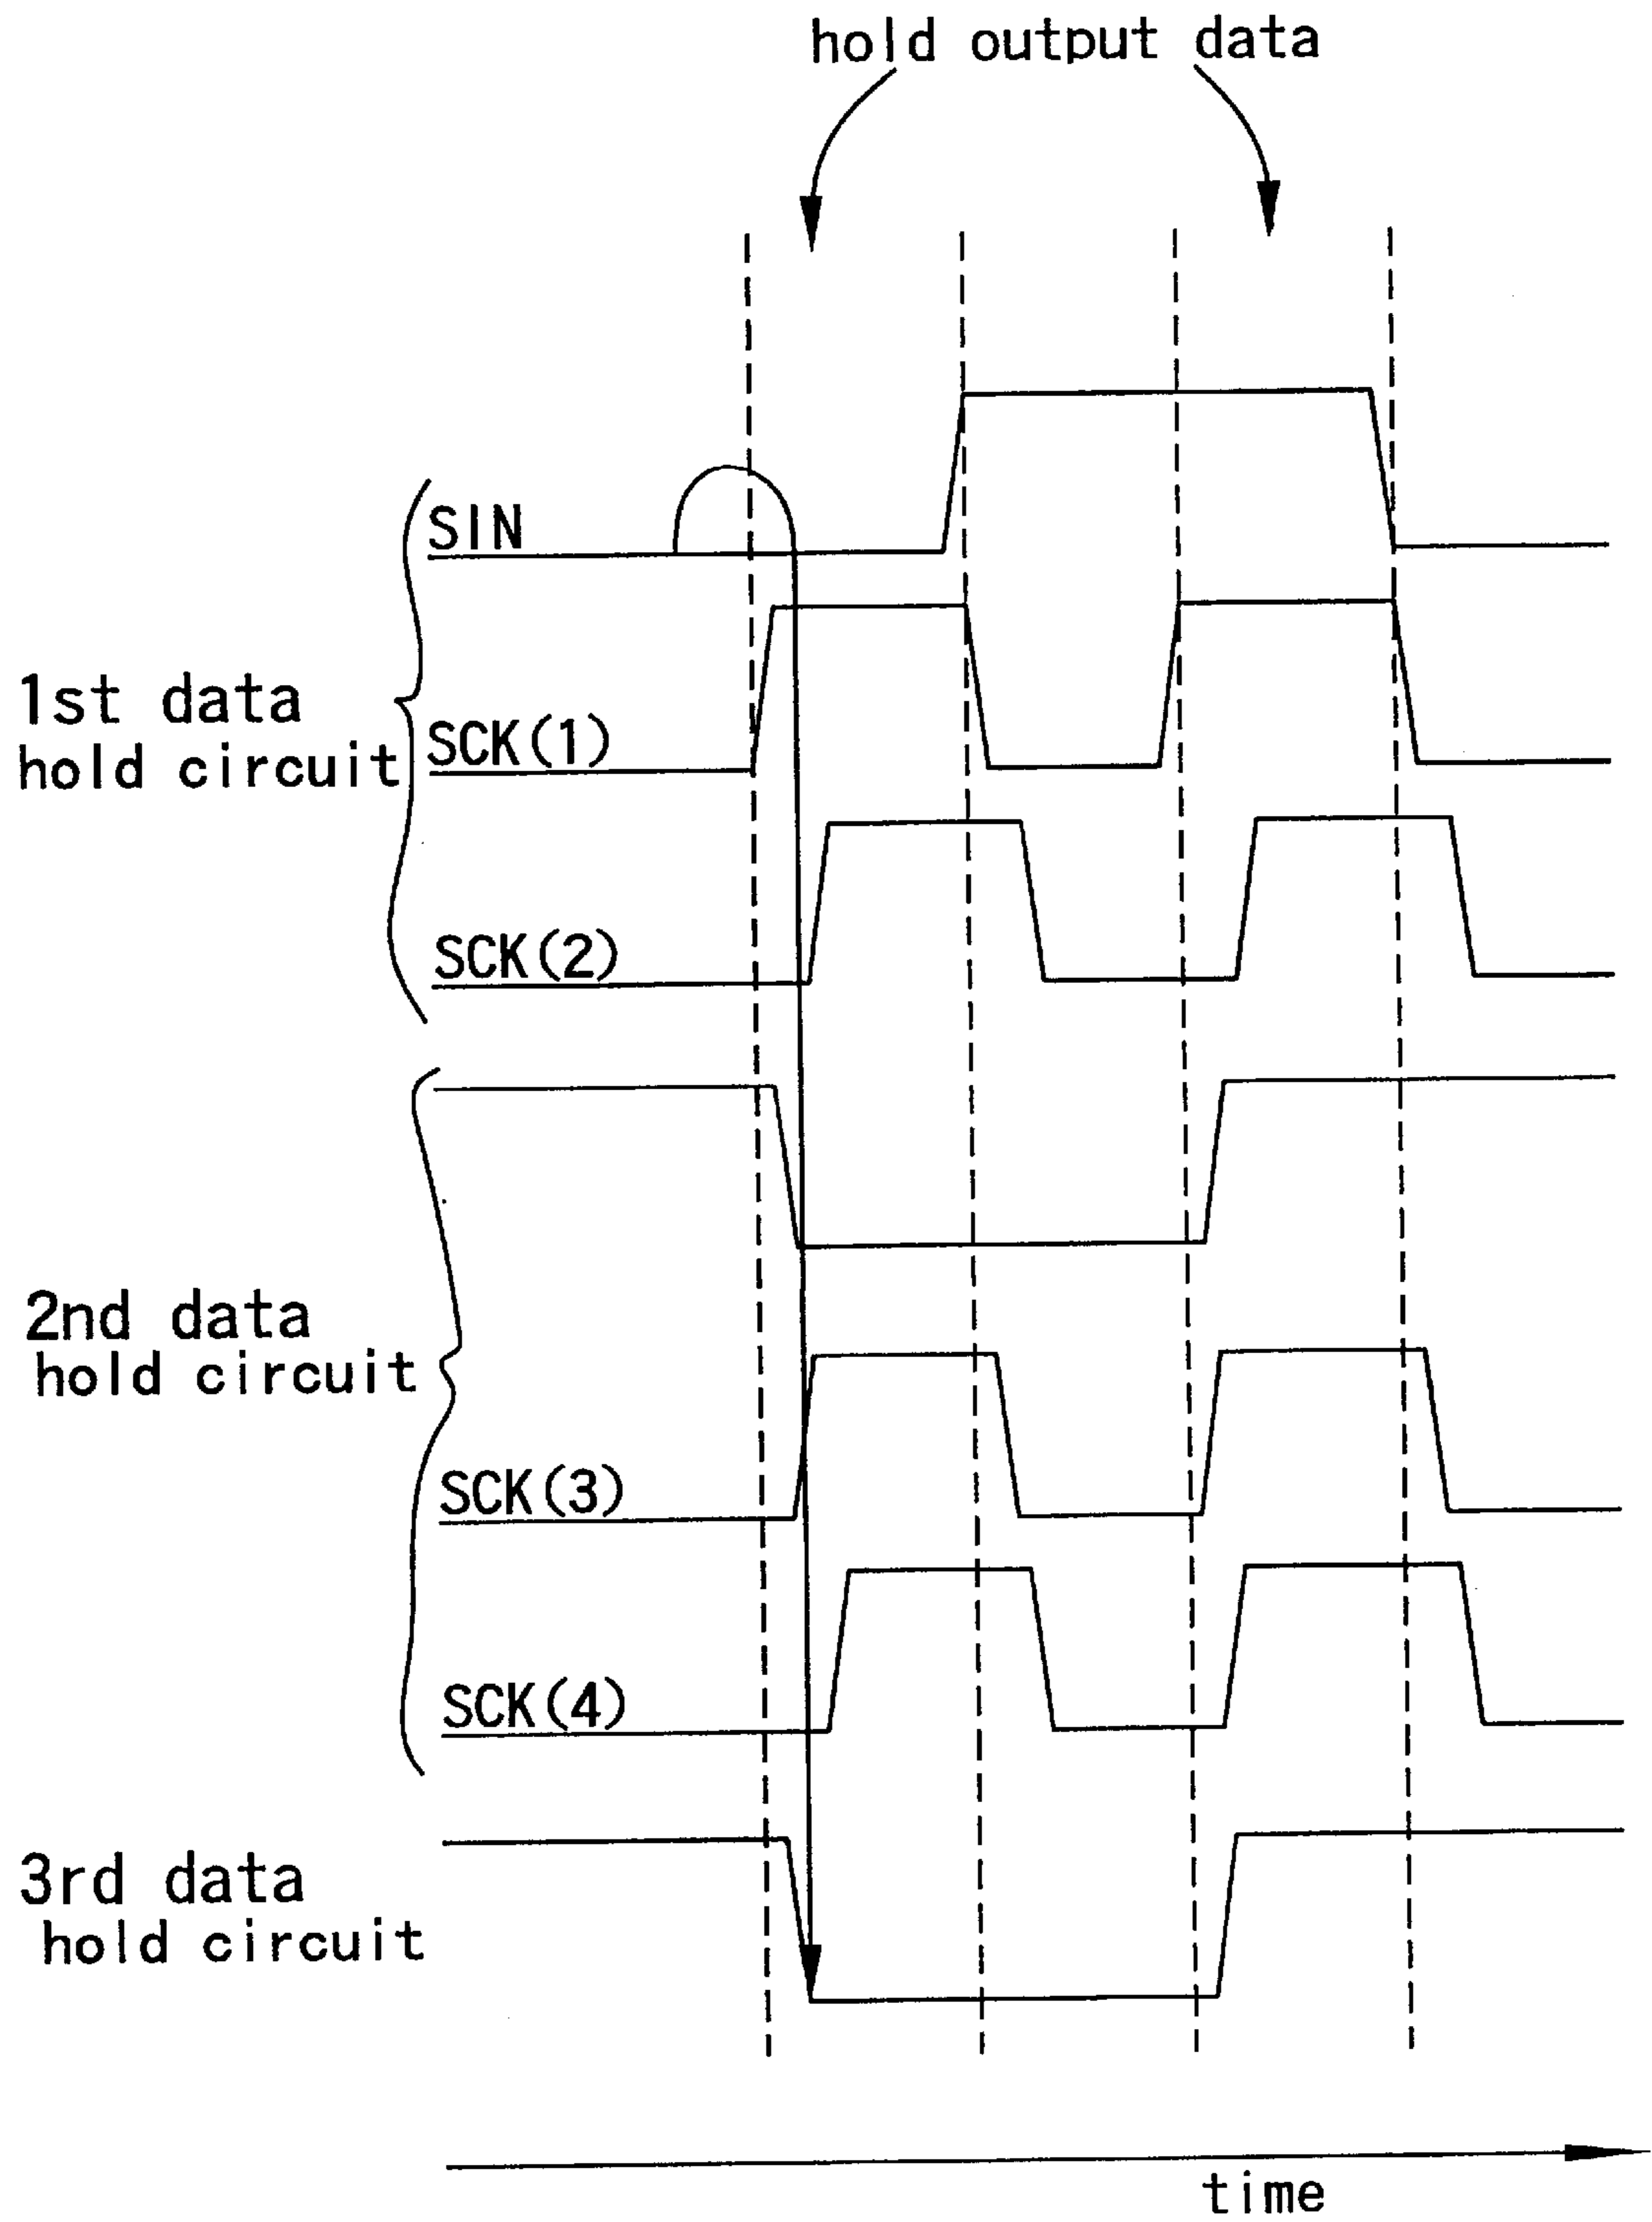 hold output data
SIN
1st data
hold circuit
SCK(1)
SCK(2)
2nd data
hold circuit
SCK(3)
SCK(4)
3rd data
hold circuit
time